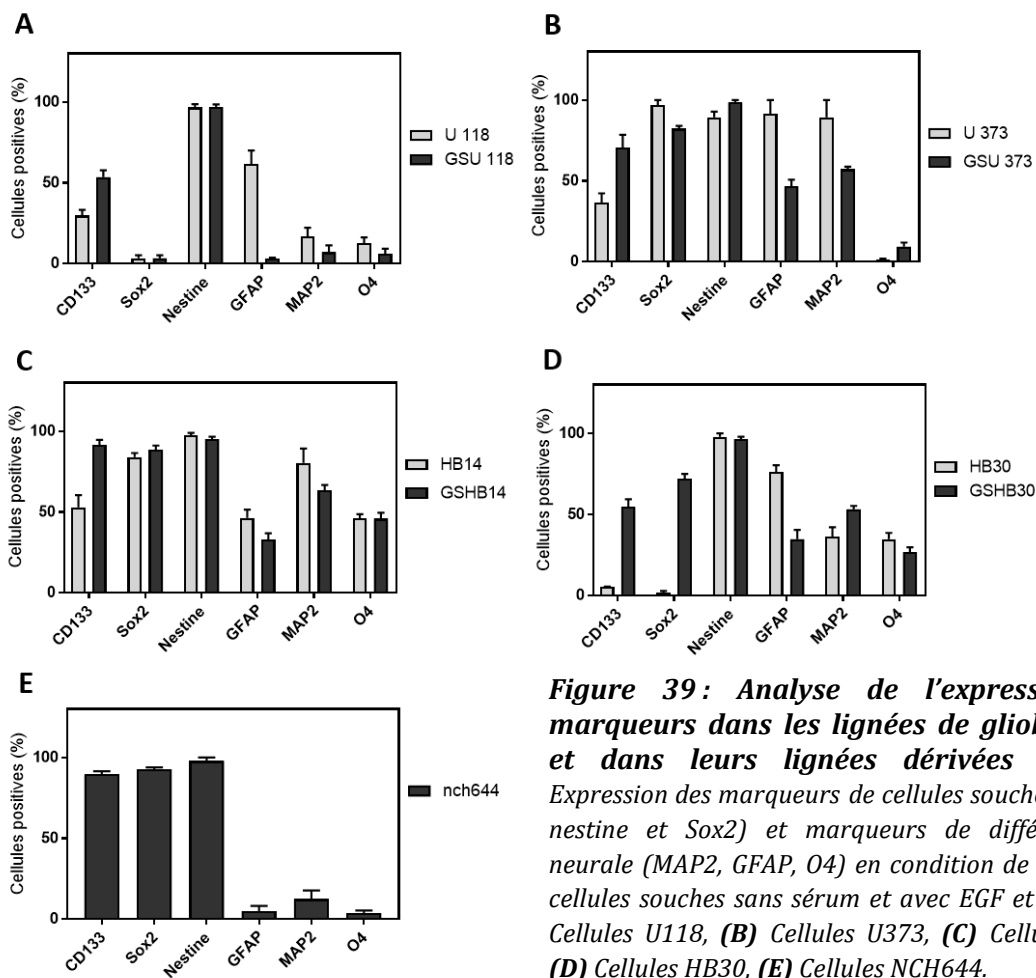 A
Cellules positives (%)
100
50
0
CD133
Sox2
Nestine
GFAP
MAP2
O4
U 118
GSU 118
B
Cellules positives (%)
100
50
0
CD133
Sox2
Nestine
GFAP
MAP2
O4
U 373
GSU 373
C
Cellules positives (%)
100
50
0
CD133
Sox2
Nestine
GFAP
MAP2
O4
HB14
GSHB14
D
Cellules positives (%)
100
50
0
CD133
Sox2
Nestine
GFAP
MAP2
O4
HB30
GSHB30
E
Cellules positives (%)
100
50
0
CD133
Sox2
Nestine
GFAP
MAP2
O4
nch644
Figure 39 : Analyse de l'express
marqueurs dans les lignées de gliol
et dans leurs lignées dérivées
Expression des marqueurs de cellules souche
nestine et Sox2) et marqueurs de diffé
neurale (MAP2, GFAP, O4) en condition de
cellules souches sans sérum et avec EGF et
Cellules U118, (B) Cellules U373, (C) Cellu
(D) Cellules HB30, (E) Cellules NCH644.